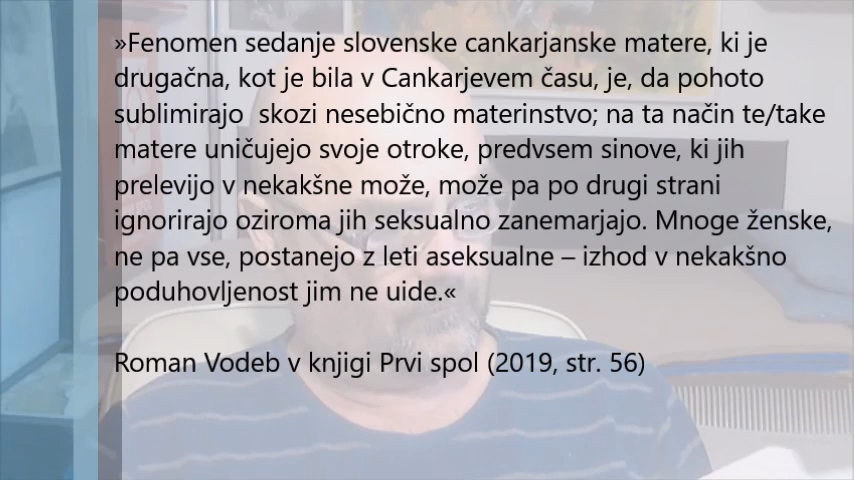 »Fenomen sedanje slovenske cankarjanske matere, ki je
drugačna, kot je bila v Cankarjevem času, je, da pohoto
sublimirajo  skozi nesebično materinstvo; na ta način te/take
matere uničujejo svoje otroke, predvsem sinove, ki jih
prelevijo v nekakšne može, može pa po drugi strani
ignorirajo oziroma jih seksualno zanemarjajo. Mnoge ženske,
ne pa vse, postanejo z leti aseksualne – izhod v nekakšno
poduhovljenost jim ne uide.«
Roman Vodeb v knjigi Prvi spol (2019, str. 56)